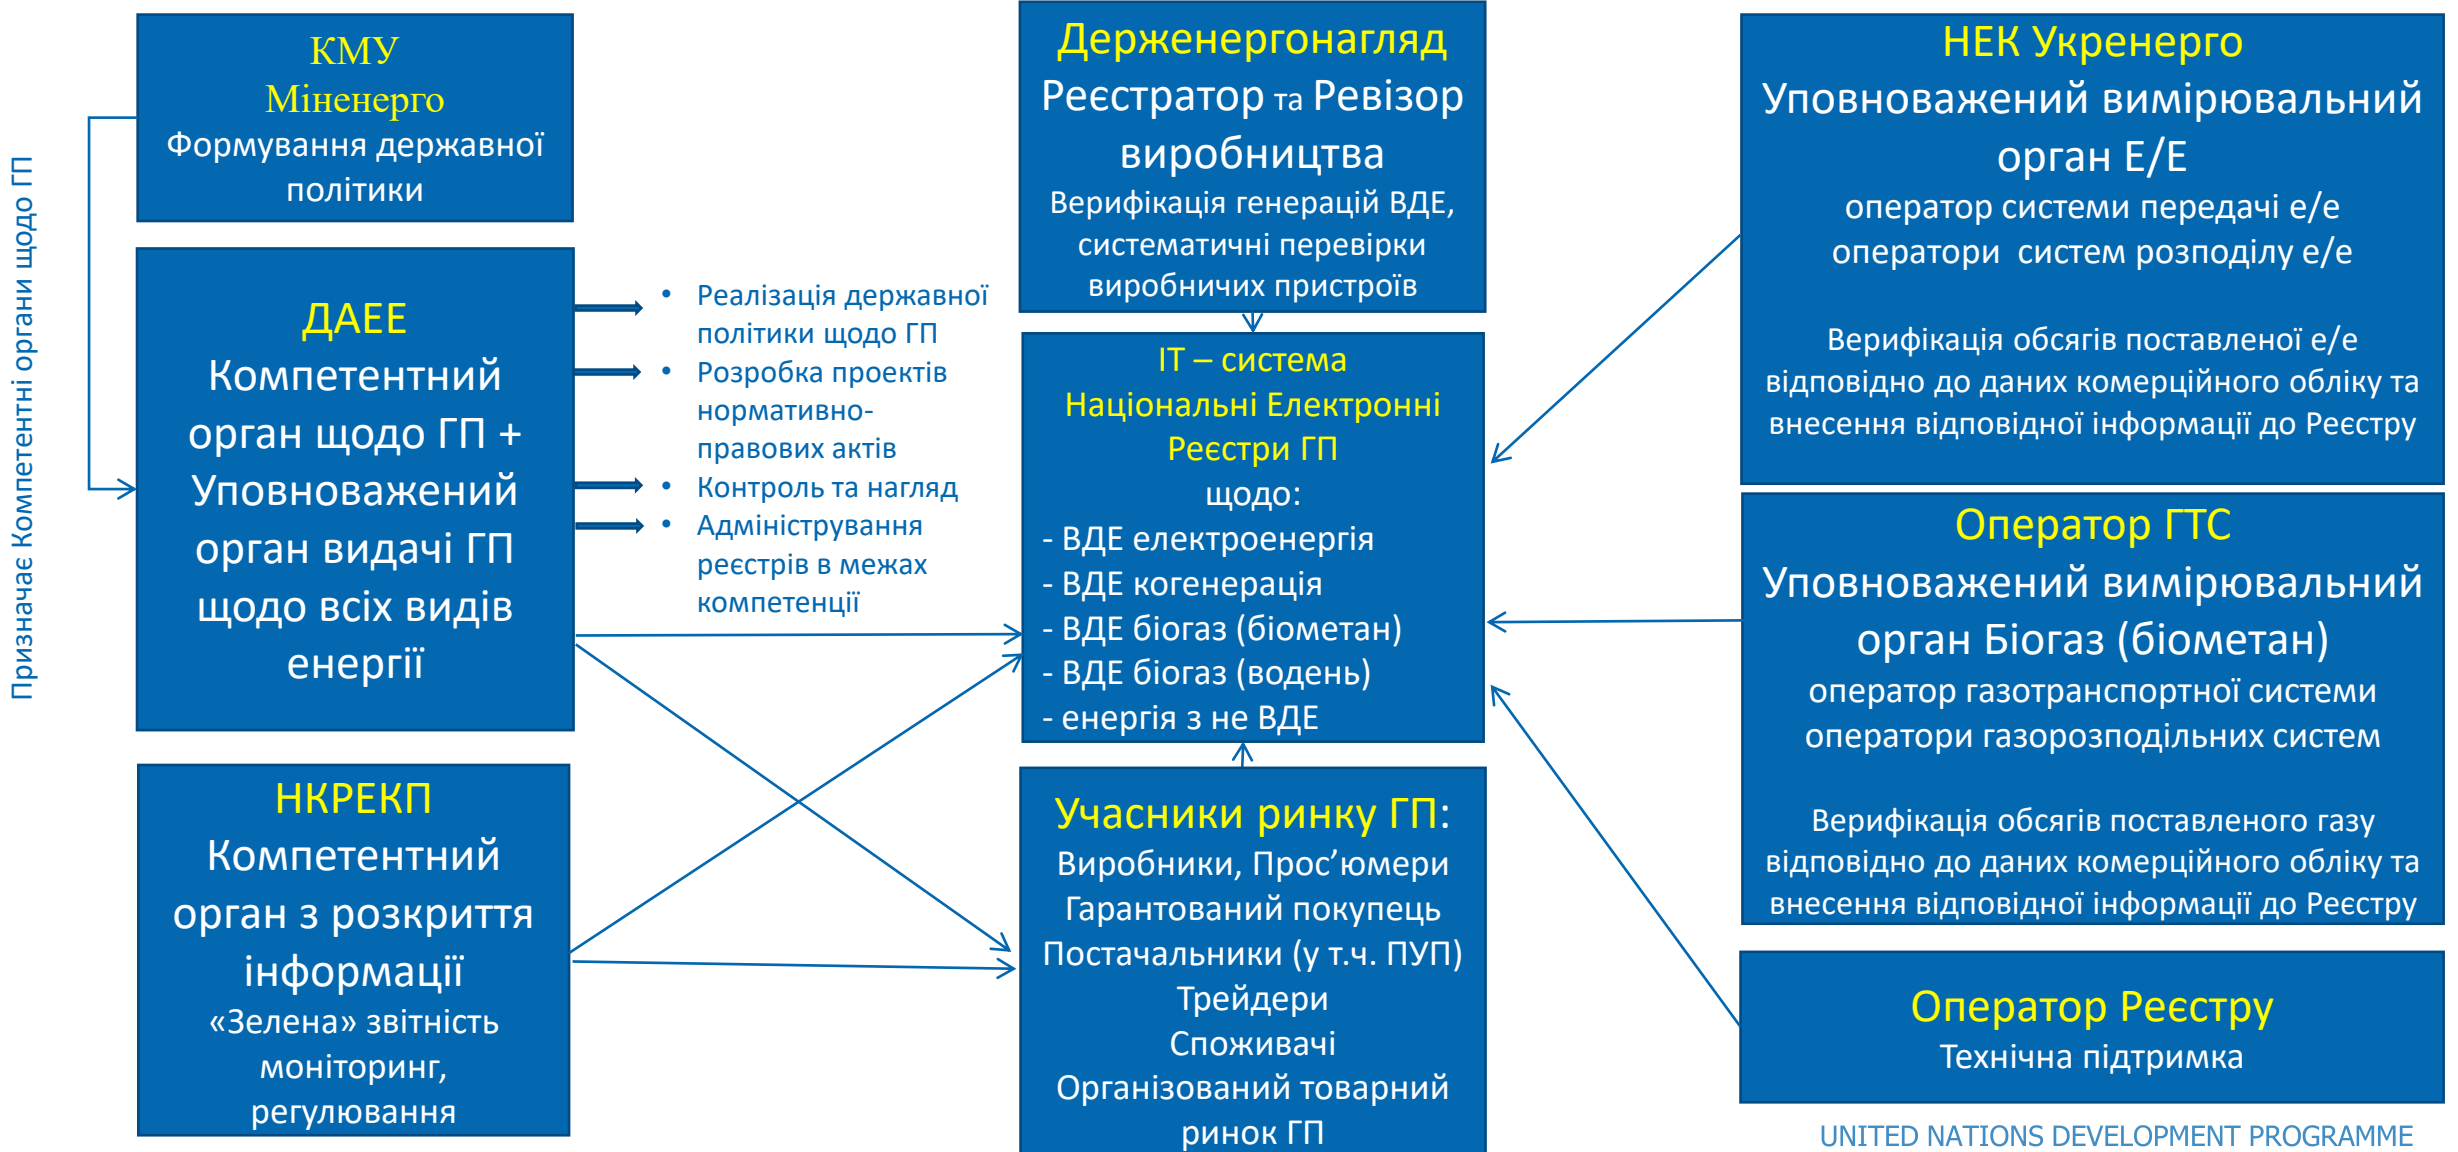 Призначає Компетентні органи щодо ГП
КМУ
Міненерго
Формування державної
політики
ДАЕЕ
Компетентний
орган щодо ГП +
Уповноважений
орган видачі ГП
щодо всіх видів
енергії
• Реалізація державної
політики щодо ГП
• Розробка проектів
нормативно-
правових актів
• Контроль та нагляд
• Адміністрування
реєстрів в межах
компетенції
НКРЕКП
Компетентний
орган з розкриття
інформації
«Зелена» звітність
моніторинг,
регулювання
Держенергонагляд
Реєстратор та Ревізор
виробництва
Верифікація генерацій ВДЕ,
систематичні перевірки
виробничих пристроїв
ІТ – система
Національні Електронні
Реєстри ГП
щодо:
- ВДЕ електроенергія
- ВДЕ когенерація
- ВДЕ біогаз (біометан)
- ВДЕ біогаз (водень)
- енергія з не ВДЕ
Учасники ринку ГП:
Виробники, Прос’юмери
Гарантований покупець
Постачальники (у т.ч. ПУП)
Трейдери
Споживачі
Організований товарний
ринок ГП
НЕК Укренерго
Уповноважений вимірювальний
орган Е/Е
оператор системи передачі е/е
оператори систем розподілу е/е
Верифікація обсягів поставленої е/е
відповідно до даних комерційного обліку та
внесення відповідної інформації до Реєстру
Оператор ГТС
Уповноважений вимірювальний
орган Біогаз (біометан)
оператор газотранспортної системи
оператори газорозподільних систем
Верифікація обсягів поставленого газу
відповідно до даних комерційного обліку та
внесення відповідної інформації до Реєстру
Оператор Реєстру
Технічна підтримка
UNITED NATIONS DEVELOPMENT PROGRAMME